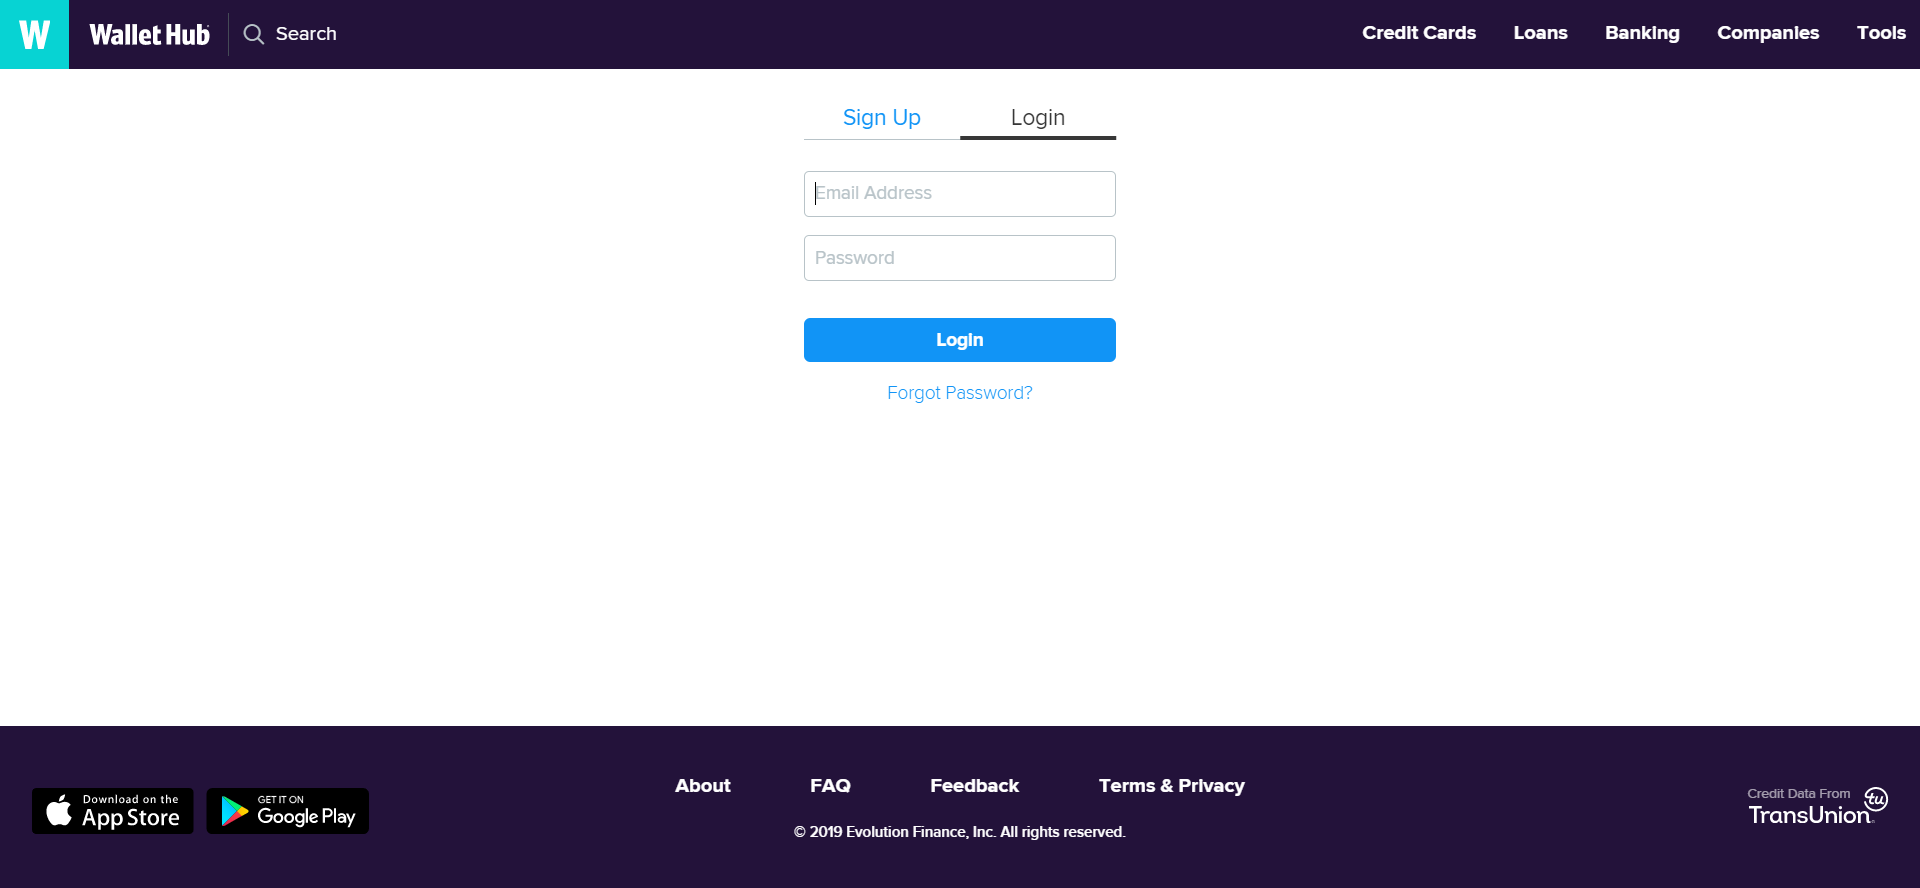 W
Wallet Hub
Search
Credit Cards
Loans
Banking
Companies
Tools
Sign Up
Login
Email Address
Password
Login
Forgot Password?
Download on the
App Store
GET IT ON
Google Play
About
FAQ
Feedback
Terms & Privacy
© 2019 Evolution Finance, Inc. All rights reserved.
Credit Data From
TransUnion
tu